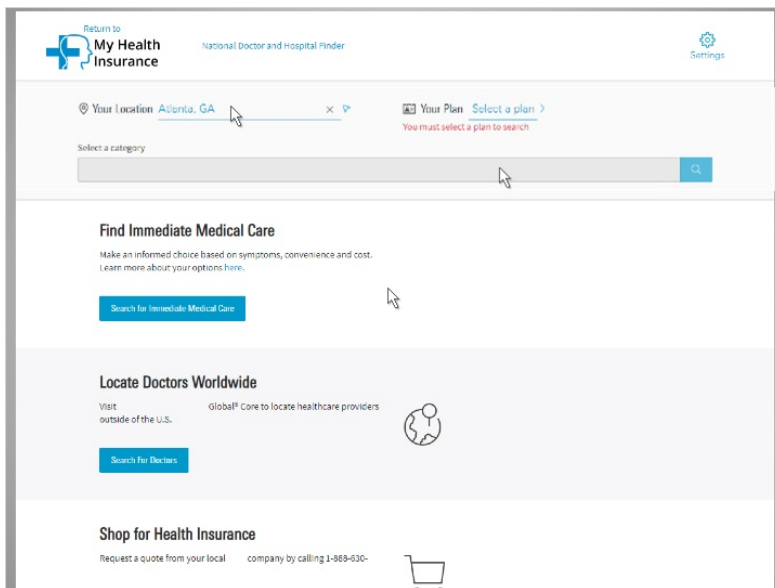 Return to
My Health
Insurance
National Doctor and Hospital Finder
Settings
Your Location Atlanta, GA
Your Plan Select a plan >
You must select a plan to search
Select a category
Find Immediate Medical Care
Make an informed choice based on symptoms, convenience and cost.
Learn more about your options here.
Search for Immediate Medical Care
Locate Doctors Worldwide
Visit Global® Core to locate healthcare providers
outside of the U.S.
Search For Doctors
Shop for Health Insurance
Request a quote from your local company by calling 1-888-630-